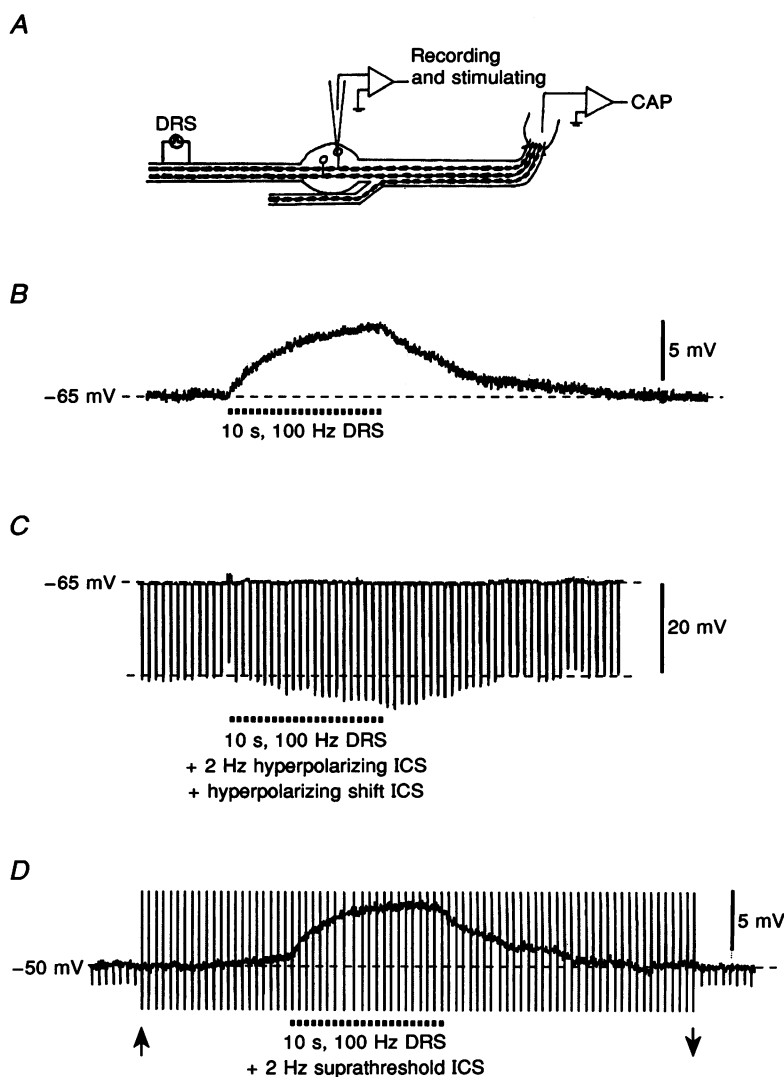 A
Recording
and stimulating
DRS
CAP
B
5 mV
−65 mV
10 s, 100 Hz DRS
C
−65 mV
20 mV
10 s, 100 Hz DRS
+ 2 Hz hyperpolarizing ICS
+ hyperpolarizing shift ICS
D
5 mV
−50 mV
10 s, 100 Hz DRS
+ 2 Hz suprathreshold ICS